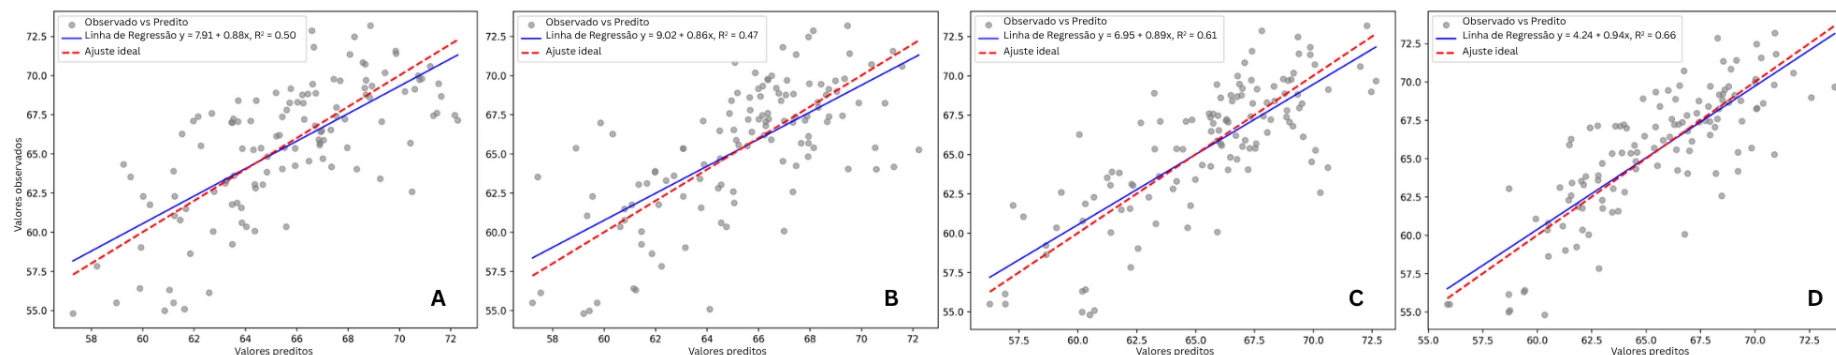 Observado vs Predito
Linha de Regressão y = 7.91 + 0.88x, R² = 0.50
Ajuste ideal
72.5
70.0
67.5
65.0
62.5
60.0
57.5
55.0
Valores observados
58 60 62 64 66 68 70 72
Valores preditos
A
Observado vs Predito
Linha de Regressão y = 9.02 + 0.86x, R² = 0.47
Ajuste ideal
72.5
70.0
67.5
65.0
62.5
60.0
57.5
55.0
58 60 62 64 66 68 70 72
Valores preditos
B
Observado vs Predito
Linha de Regressão y = 6.95 + 0.89x, R² = 0.61
Ajuste ideal
72.5
70.0
67.5
65.0
62.5
60.0
57.5
55.0
57.5 60.0 62.5 65.0 67.5 70.0 72.5
Valores preditos
C
Observado vs Predito
Linha de Regressão y = 4.24 + 0.94x, R² = 0.66
Ajuste ideal
72.5
70.0
67.5
65.0
62.5
60.0
57.5
55.0
55.0 57.5 60.0 62.5 65.0 67.5 70.0 72.5
Valores preditos
D